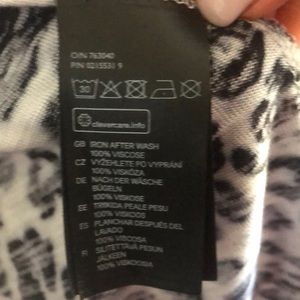 O/N 763040
P/N 0215531 9
30
clevercare.info
GB IRON AFTER WASH
100% VISCOSE
CZ VYŽEHLETE PO VYPRÁNÍ
100% VISKÓZA
DE NACH DER WÄSCHE
BÜGELN
100% VISKOSE
EE TRIIKIDA PEALE PESU
100% VISKOOS
ES PLANCHAR DESPUÉS DEL
LAVADO
100% VISCOSA
FI SILITETTÄVÄ PESUN
JÄLKEEN
100% VISKOOSI